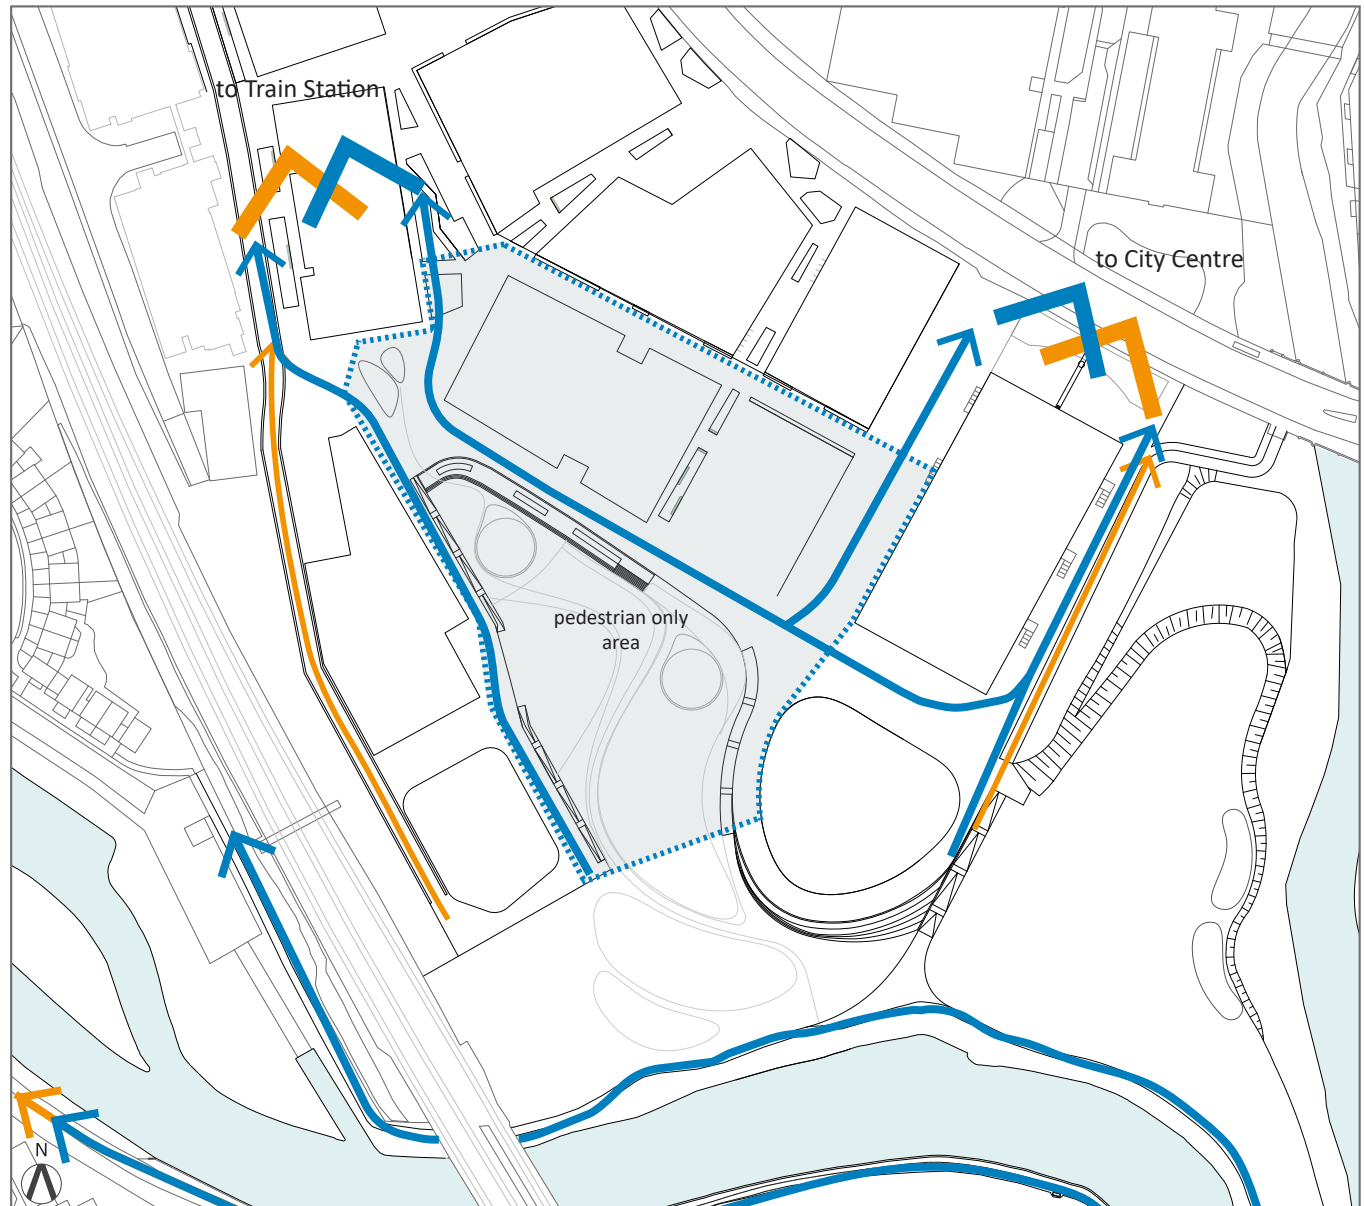 to Train Station
to City Centre
pedestrian only
area
N